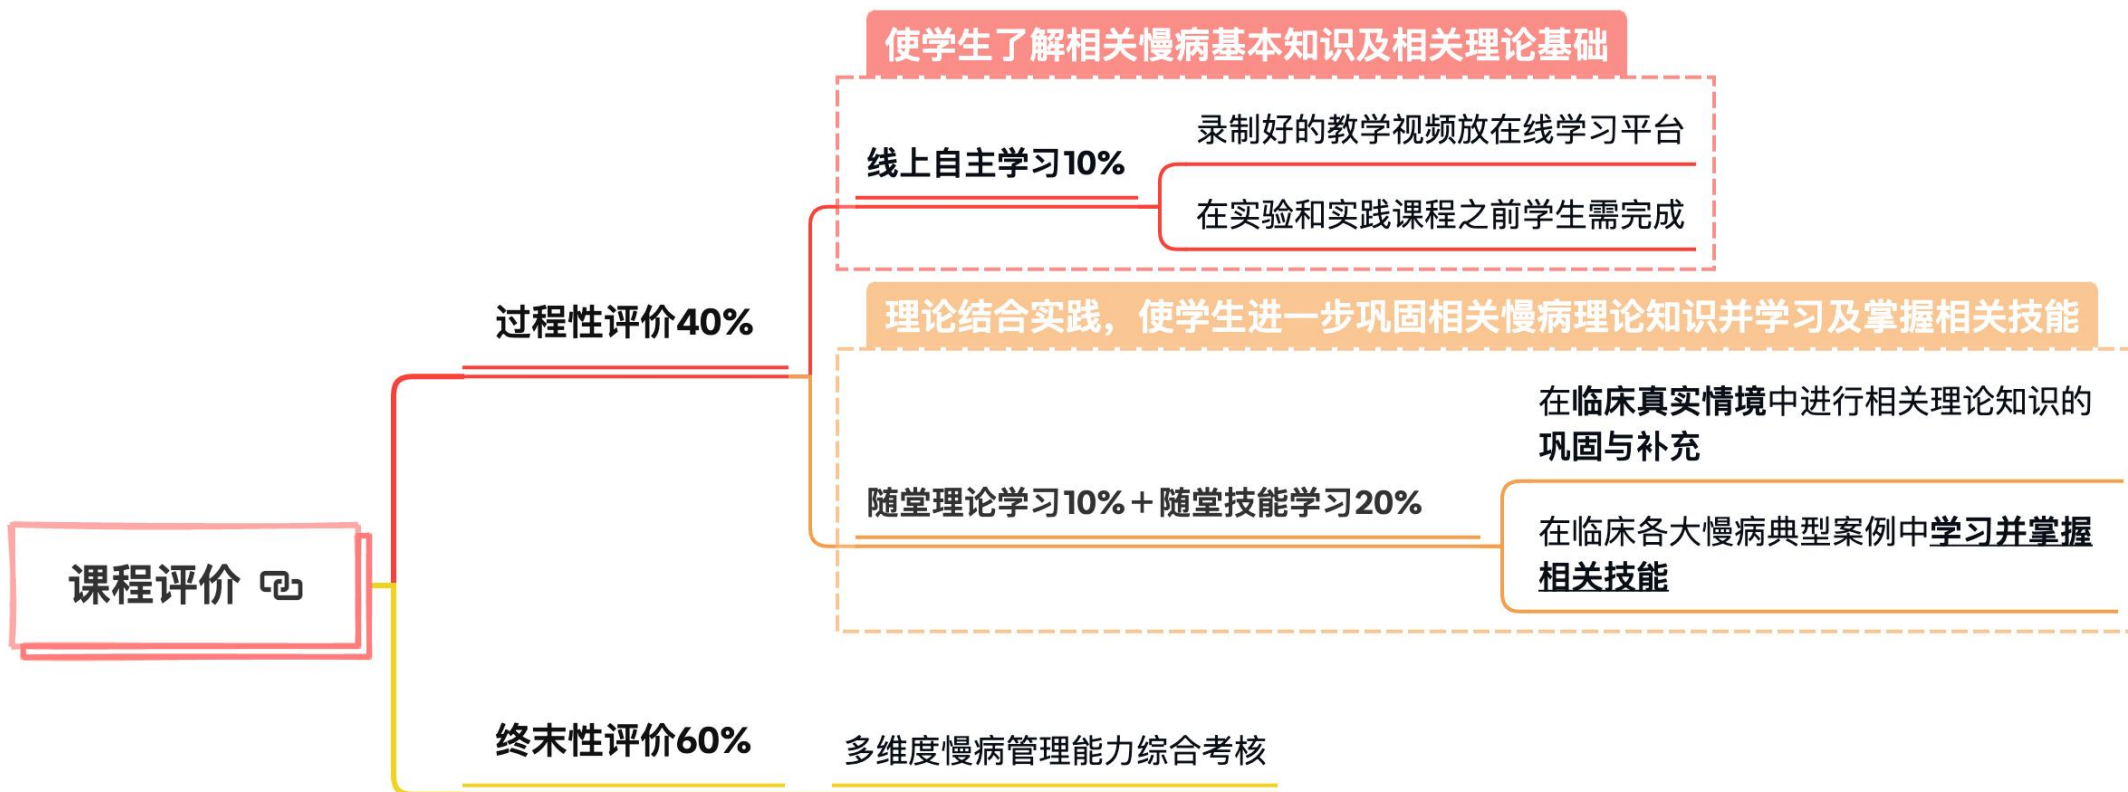 使学生了解相关慢病基本知识及相关理论基础
录制好的教学视频放在线学习平台
线上自主学习10%
在实验和实践课程之前学生需完成
过程性评价40%
理论结合实践，使学生进一步巩固相关慢病理论知识并学习及掌握相关技能
在临床真实情境中进行相关理论知识的
巩固与补充
随堂理论学习10%＋随堂技能学习20%
在临床各大慢病典型案例中学习并掌握
相关技能
课程评价
终末性评价60%
多维度慢病管理能力综合考核